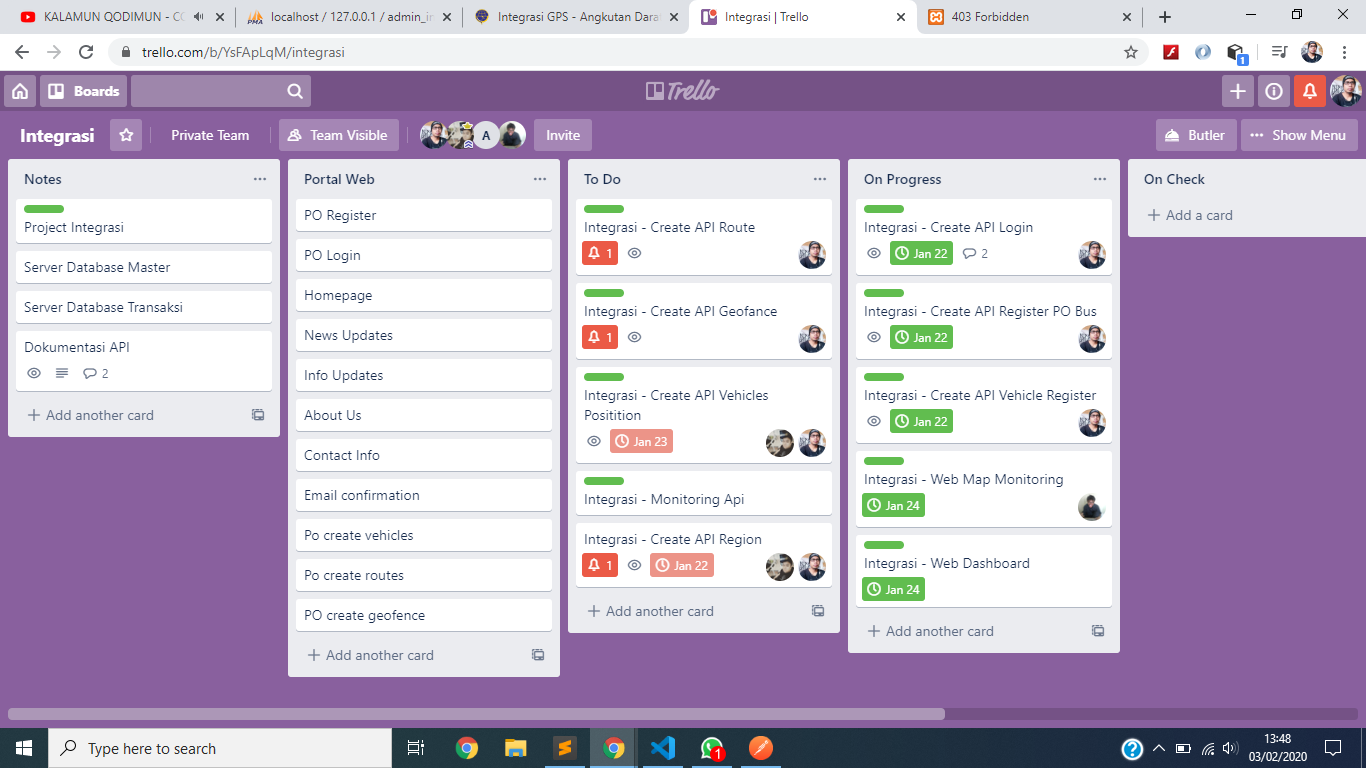 KALAMUN QODIMUN - CO
localhost / 127.0.0.1 / admin_in
Integrasi GPS - Angkutan Dara
Integrasi | Trello
403 Forbidden
trello.com/b/YsFApLqM/integrasi
1
Boards
Trello
Integrasi
Private Team
Team Visible
A
Invite
Butler
Show Menu
Notes
Project Integrasi
Server Database Master
Server Database Transaksi
Dokumentasi API
2
Add another card
Portal Web
PO Register
PO Login
Homepage
News Updates
Info Updates
About Us
Contact Info
Email confirmation
Po create vehicles
Po create routes
PO create geofence
Add another card
To Do
Integrasi - Create API Route
1
Integrasi - Create API Geofance
1
Integrasi - Create API Vehicles
Positition
Jan 23
Integrasi - Monitoring Api
Integrasi - Create API Region
1 Jan 22
Add another card
On Progress
Integrasi - Create API Login
Jan 22 2
Integrasi - Create API Register PO Bus
Jan 22
Integrasi - Create API Vehicle Register
Jan 22
Integrasi - Web Map Monitoring
Jan 24
Integrasi - Web Dashboard
Jan 24
Add another card
On Check
Add a card
Type here to search
1
13:48
03/02/2020